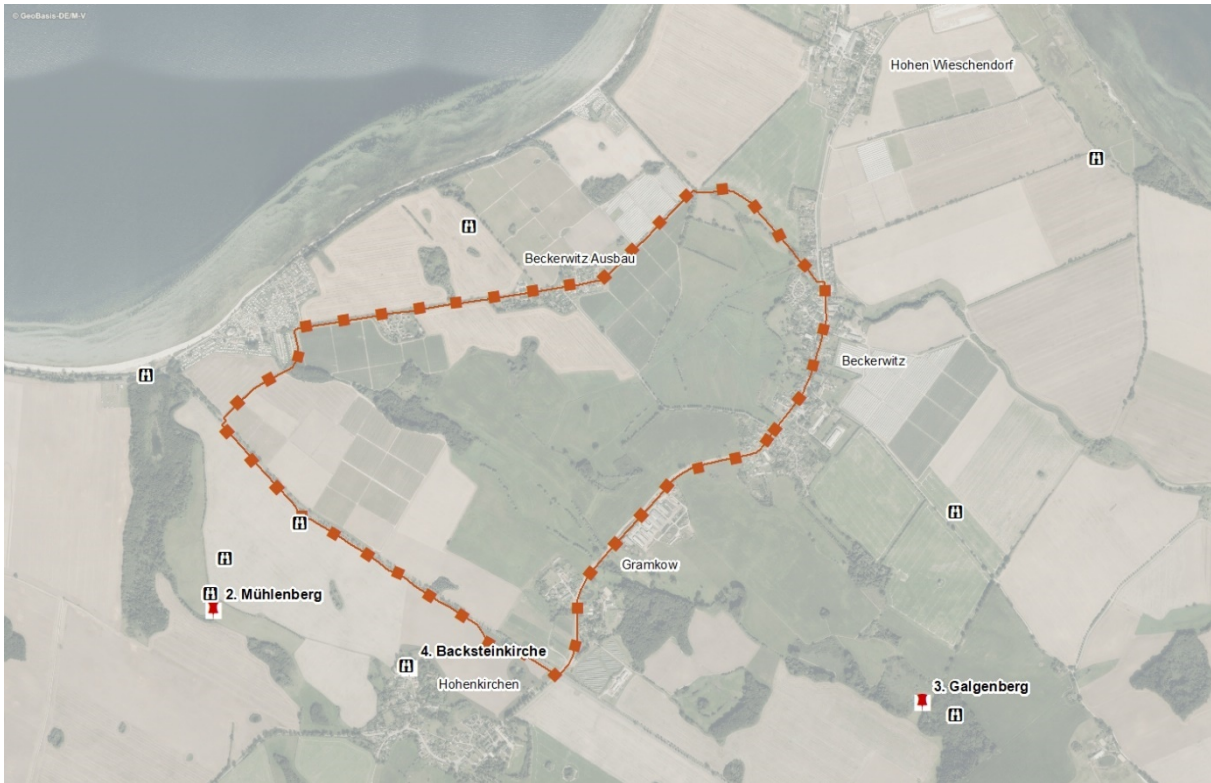 © GeoBasis-DE/M-V
Hohen Wieschendorf
Beckerwitz Ausbau
Beckerwitz
Gramkow
2. Mühlenberg
4. Backsteinkirche
Hohenkirchen
3. Galgenberg